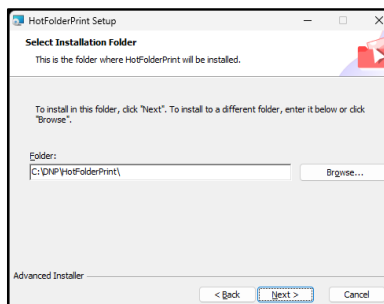 HotFolderPrint Setup
Select Installation Folder
This is the folder where HotFolderPrint will be installed.
To install in this folder, click "Next". To install to a different folder, enter it below or click
"Browse".
Folder:
C:\DNP\HotFolderPrint\
Browse...
Advanced Installer
< Back
Next >
Cancel